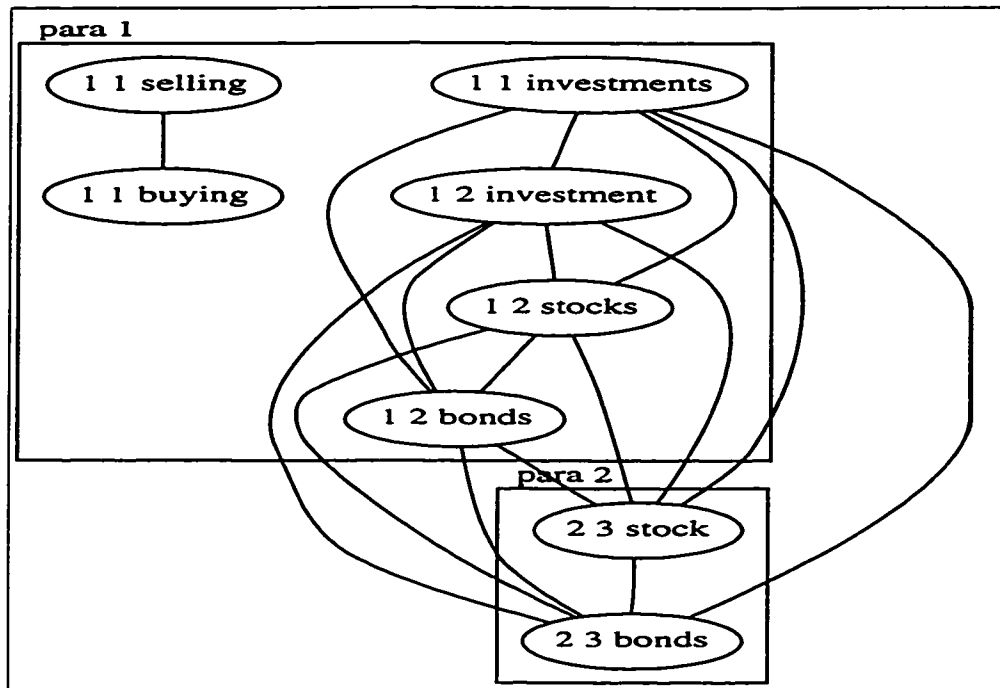 para 1
1 1 selling
1 1 investments
1 1 buying
1 2 investment
1 2 stocks
1 2 bonds
para 2
2 3 stock
2 3 bonds